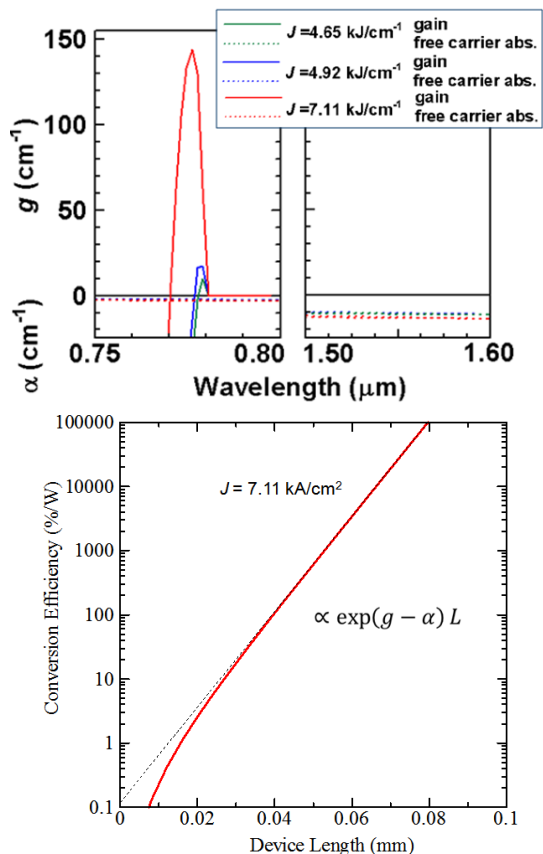 J =4.65 kJ/cm⁻¹ gain
free carrier abs.
J =4.92 kJ/cm⁻¹ gain
free carrier abs.
J =7.11 kJ/cm⁻¹ gain
free carrier abs.
150
100
50
0
g (cm⁻¹)
α (cm⁻¹)
0.75 0.80 1.50 1.60
Wavelength (μm)
100000
10000
1000
100
10
1
0.1
Conversion Efficiency (%/W)
J = 7.11 kA/cm²
∝ exp(g − α) L
0 0.02 0.04 0.06 0.08 0.1
Device Length (mm)